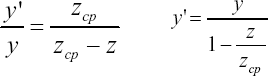 y'/y = z_cp/(z_cp − z)
y' = y/(1 − z/z_cp)